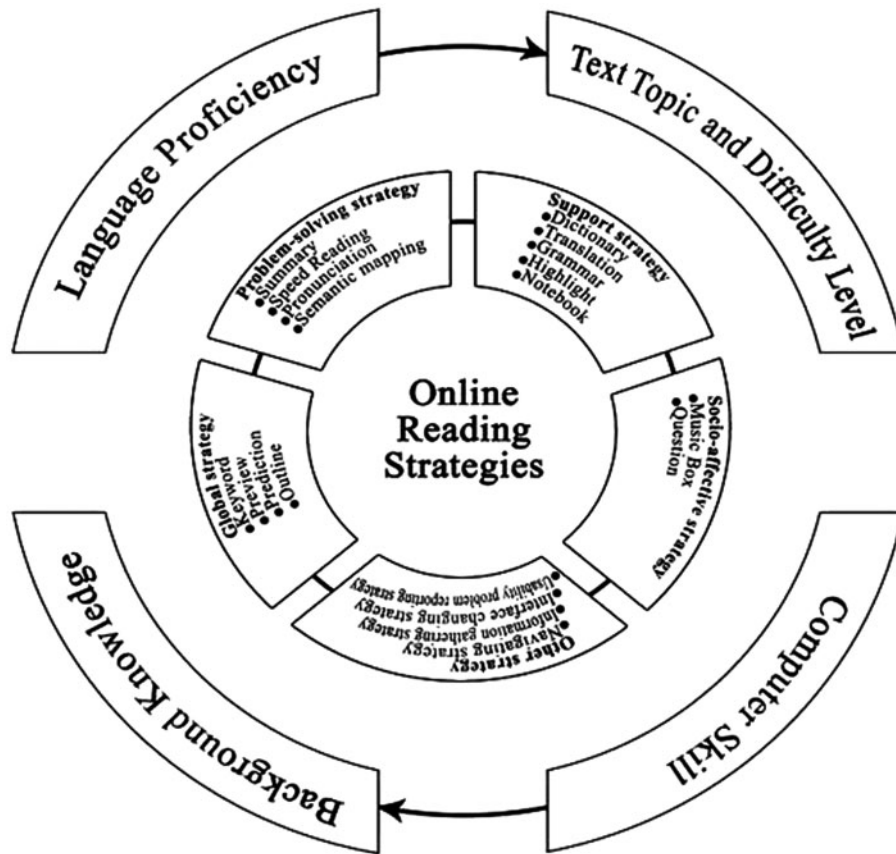 Language Proficiency
Text Topic and Difficulty Level
Computer Skill
Background Knowledge
Online
Reading
Strategies
Problem-solving strategy
●Summary
●Speed Reading
●Pronunciation
●Semantic mapping
Support strategy
●Dictionary
●Translation
●Grammar
●Highlight
●Notebook
Socio-affective strategy
●Music Box
●Question
Other strategy
●Navigating strategy
●Information gathering strategy
●Interface changing strategy
●Usability problem reporting strategy
Global strategy
●Keyword
●Preview
●Prediction
●Outline